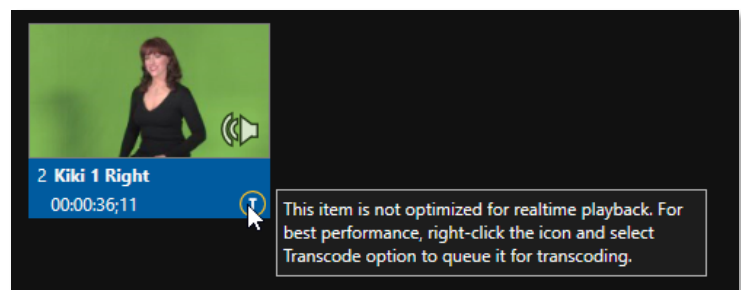 2 Kiki 1 Right
00:00:36;11
T
This item is not optimized for realtime playback. For
best performance, right-click the icon and select
Transcode option to queue it for transcoding.